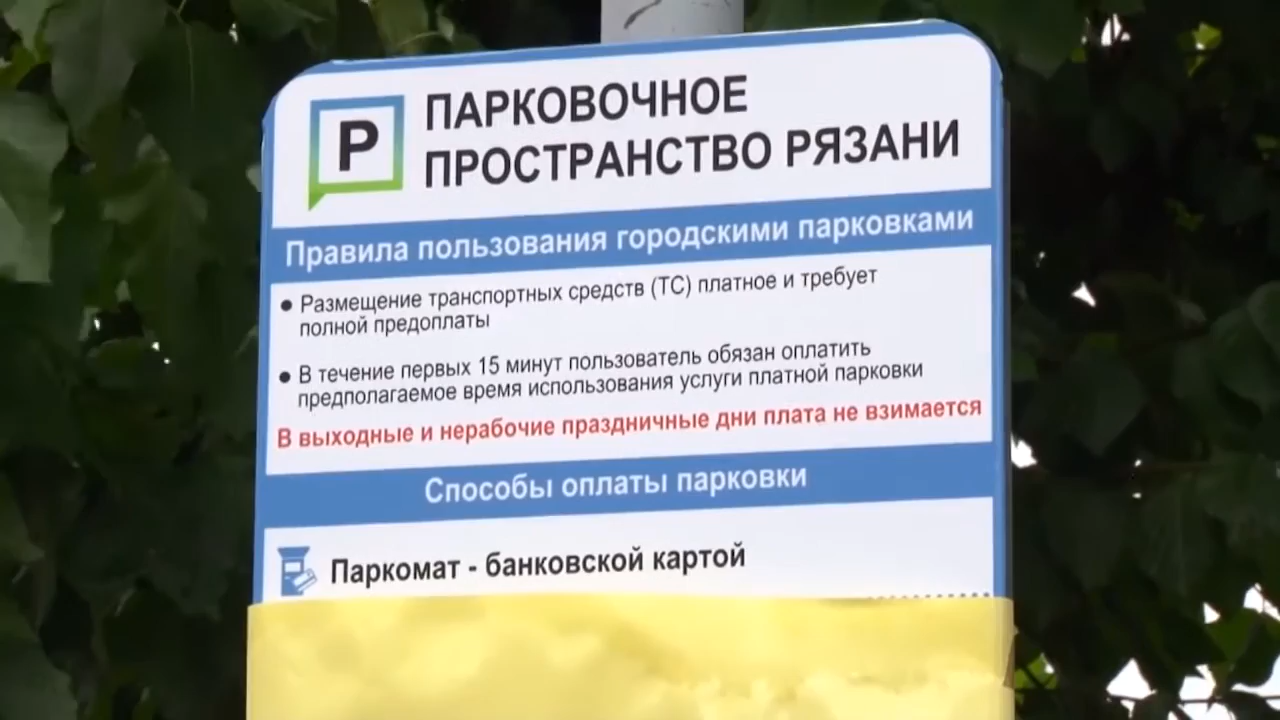 P
ПАРКОВОЧНОЕ
ПРОСТРАНСТВО РЯЗАНИ
Правила пользования городскими парковками
● Размещение транспортных средств (ТС) платное и требует
полной предоплаты
● В течение первых 15 минут пользователь обязан оплатить
предполагаемое время использования услуги платной парковки
В выходные и нерабочие праздничные дни плата не взимается
Способы оплаты парковки
Паркомат - банковской картой